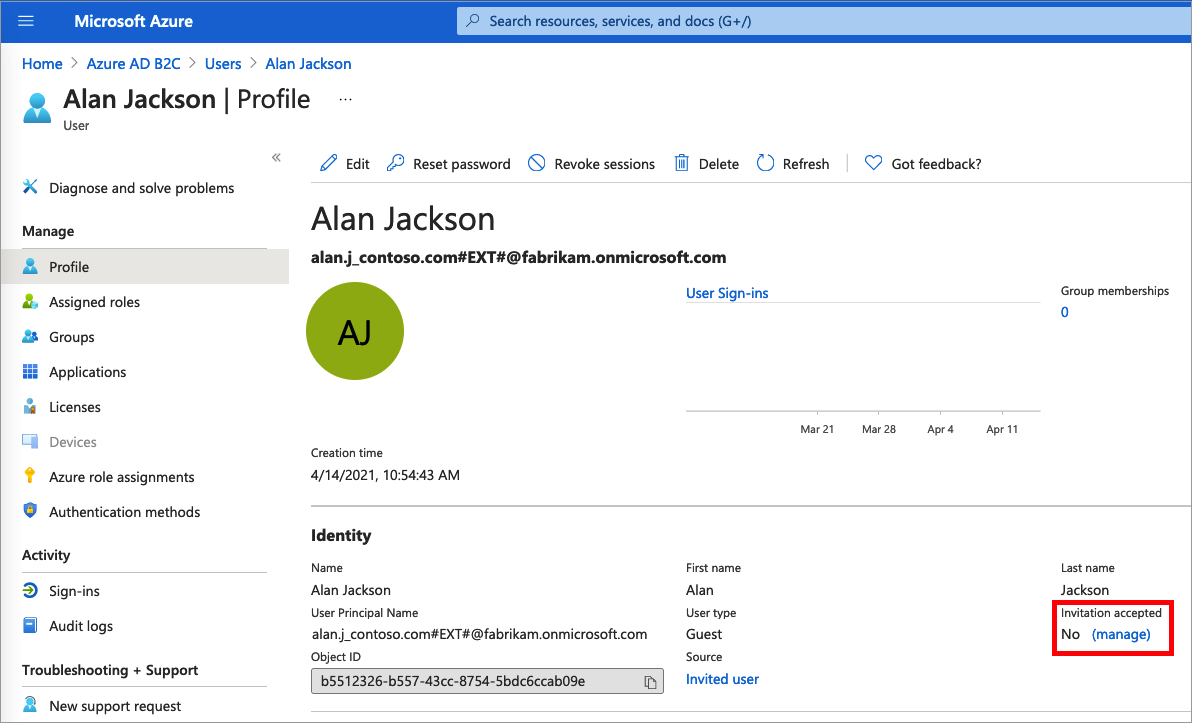 Microsoft Azure
Search resources, services, and docs (G+/)
Home > Azure AD B2C > Users > Alan Jackson
Alan Jackson | Profile ...
User
«
Diagnose and solve problems
Manage
Profile
Assigned roles
Groups
Applications
Licenses
Devices
Azure role assignments
Authentication methods
Activity
Sign-ins
Audit logs
Troubleshooting + Support
New support request
Edit Reset password Revoke sessions Delete Refresh Got feedback?
Alan Jackson
alan.j_contoso.com#EXT#@fabrikam.onmicrosoft.com
AJ
User Sign-ins
Mar 21 Mar 28 Apr 4 Apr 11
Group memberships
0
Creation time
4/14/2021, 10:54:43 AM
Identity
Name First name Last name
Alan Jackson Alan Jackson
User Principal Name User type Invitation accepted
alan.j_contoso.com#EXT#@fabrikam.onmicrosoft.com Guest No (manage)
Object ID Source
b5512326-b557-43cc-8754-5bdc6ccab09e Invited user